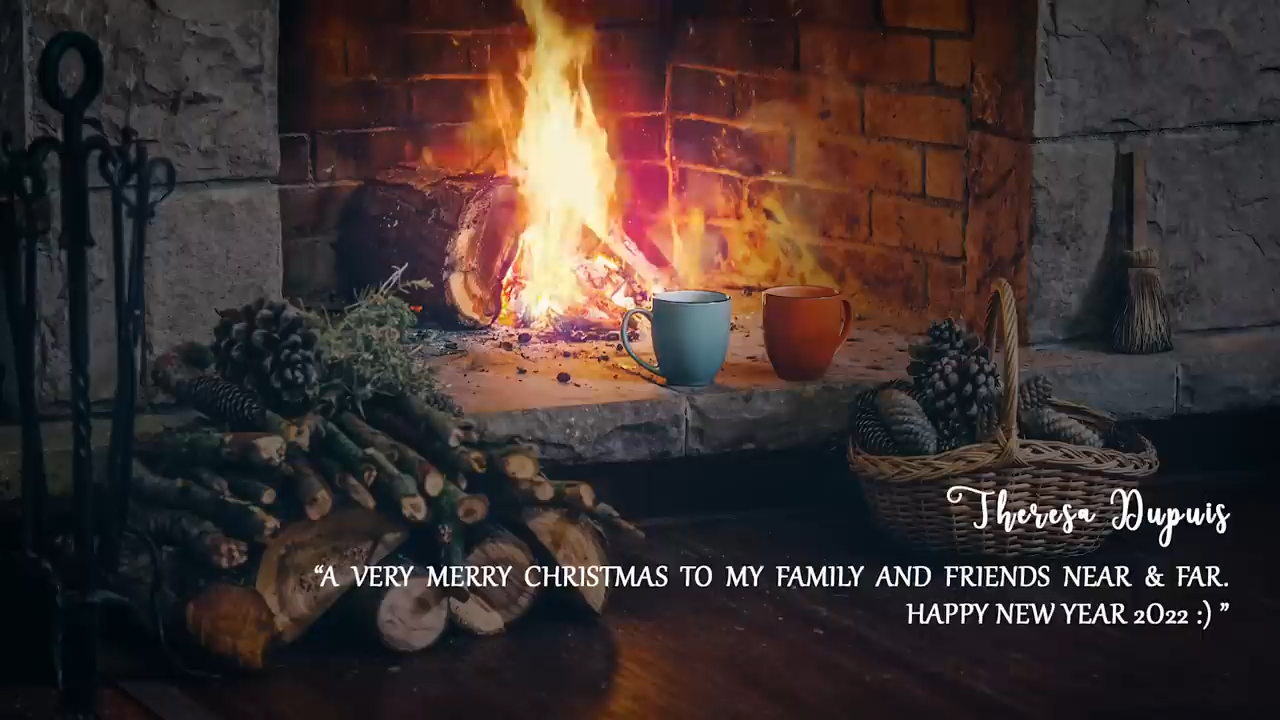 Theresa Dupuis
“A VERY MERRY CHRISTMAS TO MY FAMILY AND FRIENDS NEAR & FAR.
HAPPY NEW YEAR 2022 :) ”